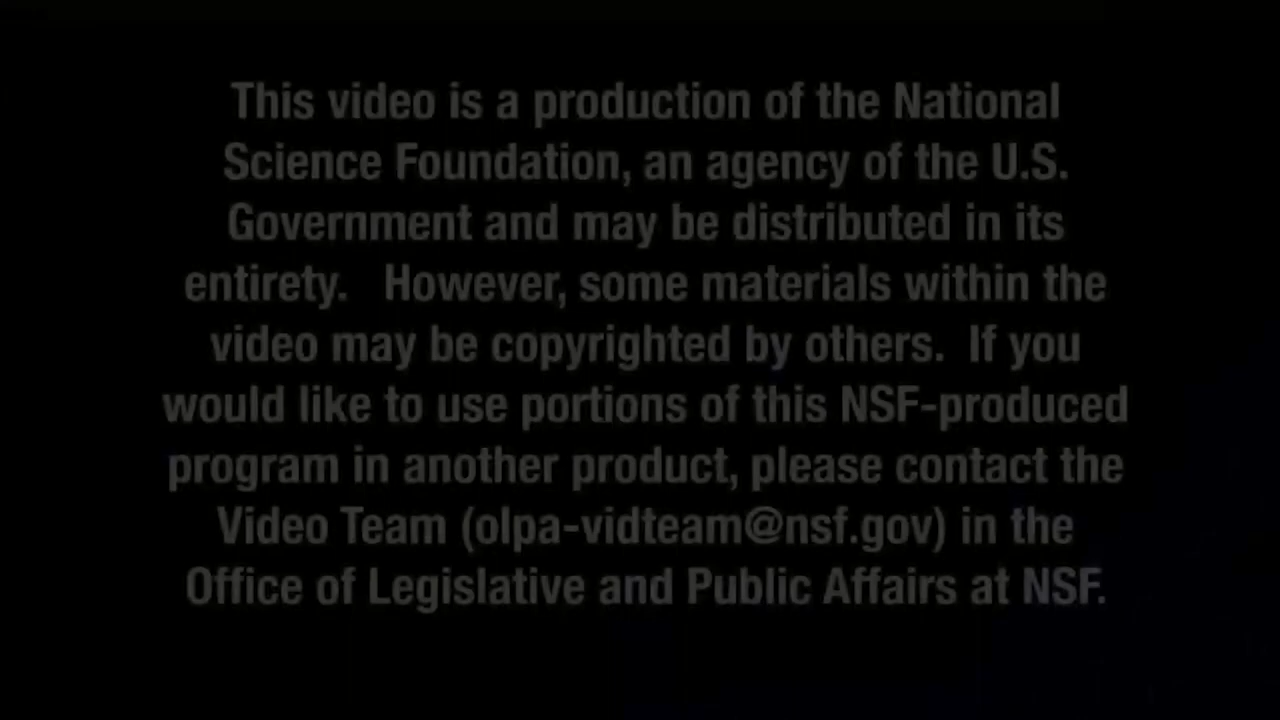 This video is a production of the National
Science Foundation, an agency of the U.S.
Government and may be distributed in its
entirety.   However, some materials within the
video may be copyrighted by others.  If you
would like to use portions of this NSF-produced
program in another product, please contact the
Video Team (olpa-vidteam@nsf.gov) in the
Office of Legislative and Public Affairs at NSF.